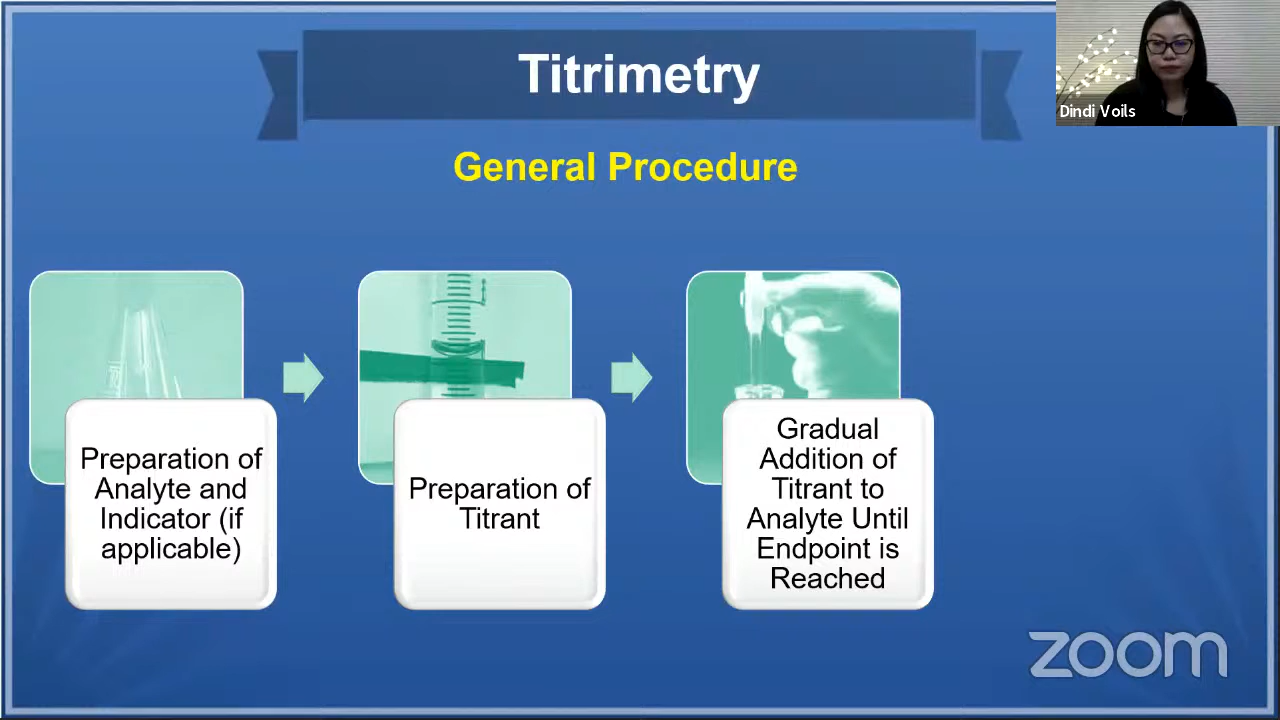 Titrimetry
Dindi Voils
General Procedure
Preparation of
Analyte and
Indicator (if
applicable)
Preparation of
Titrant
Gradual
Addition of
Titrant to
Analyte Until
Endpoint is
Reached
zoom